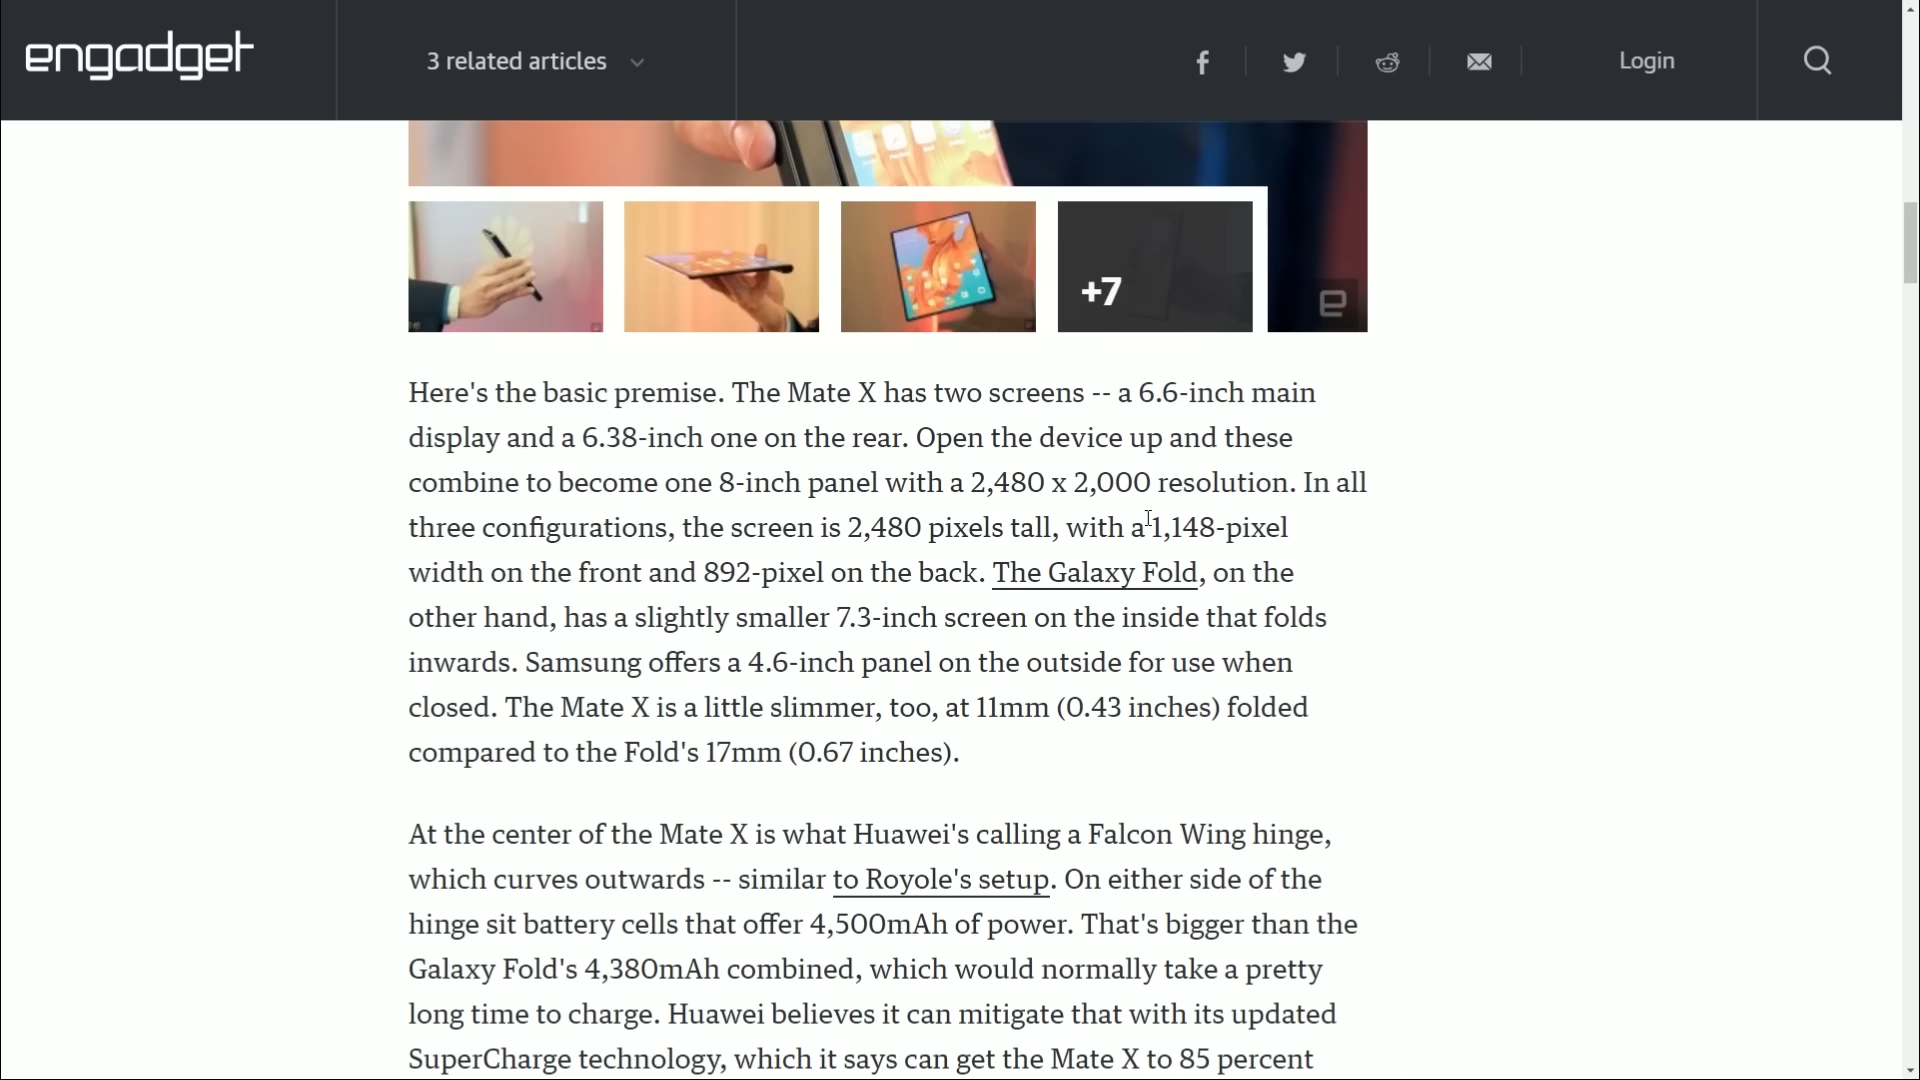 engadget
3 related articles
Login
+7
e
Here's the basic premise. The Mate X has two screens -- a 6.6-inch main
display and a 6.38-inch one on the rear. Open the device up and these
combine to become one 8-inch panel with a 2,480 x 2,000 resolution. In all
three configurations, the screen is 2,480 pixels tall, with a 1,148-pixel
width on the front and 892-pixel on the back. The Galaxy Fold, on the
other hand, has a slightly smaller 7.3-inch screen on the inside that folds
inwards. Samsung offers a 4.6-inch panel on the outside for use when
closed. The Mate X is a little slimmer, too, at 11mm (0.43 inches) folded
compared to the Fold's 17mm (0.67 inches).
At the center of the Mate X is what Huawei's calling a Falcon Wing hinge,
which curves outwards -- similar to Royole's setup. On either side of the
hinge sit battery cells that offer 4,500mAh of power. That's bigger than the
Galaxy Fold's 4,380mAh combined, which would normally take a pretty
long time to charge. Huawei believes it can mitigate that with its updated
SuperCharge technology, which it says can get the Mate X to 85 percent